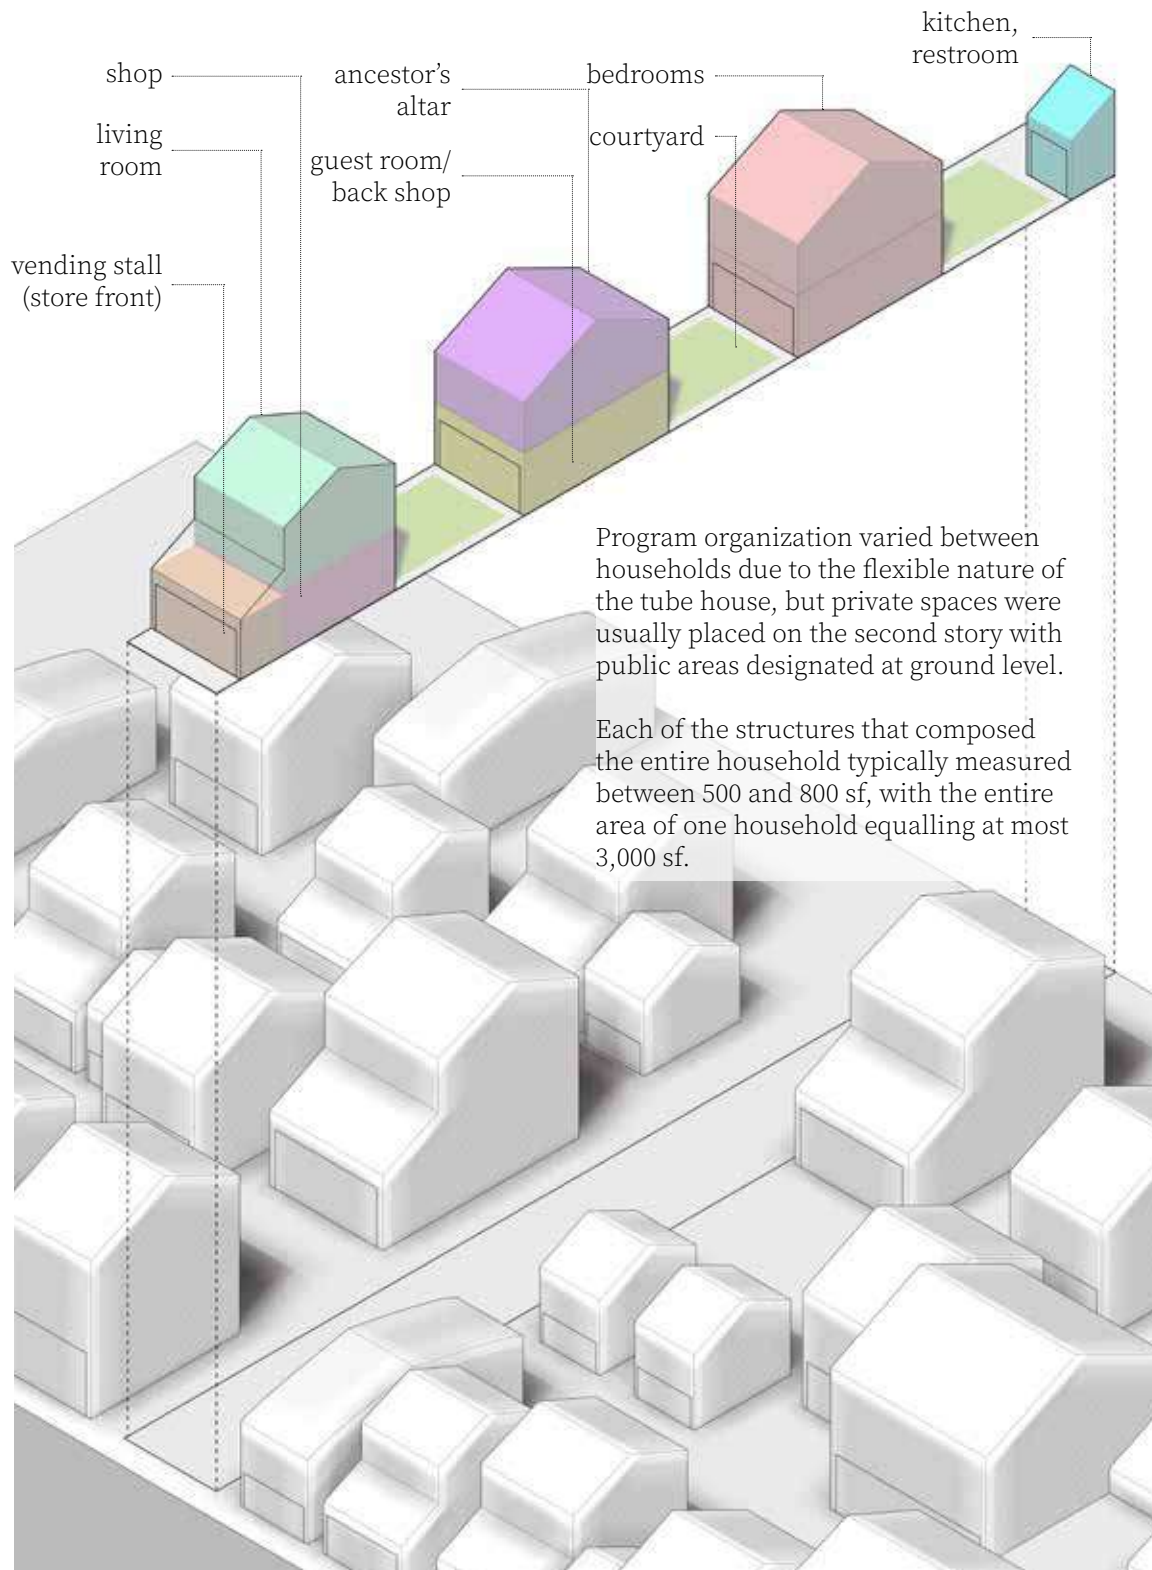 kitchen,
restroom
shop
ancestor’s
altar
bedrooms
living
room
courtyard
guest room/
back shop
vending stall
(store front)
Program organization varied between
households due to the flexible nature of
the tube house, but private spaces were
usually placed on the second story with
public areas designated at ground level.
Each of the structures that composed
the entire household typically measured
between 500 and 800 sf, with the entire
area of one household equalling at most
3,000 sf.